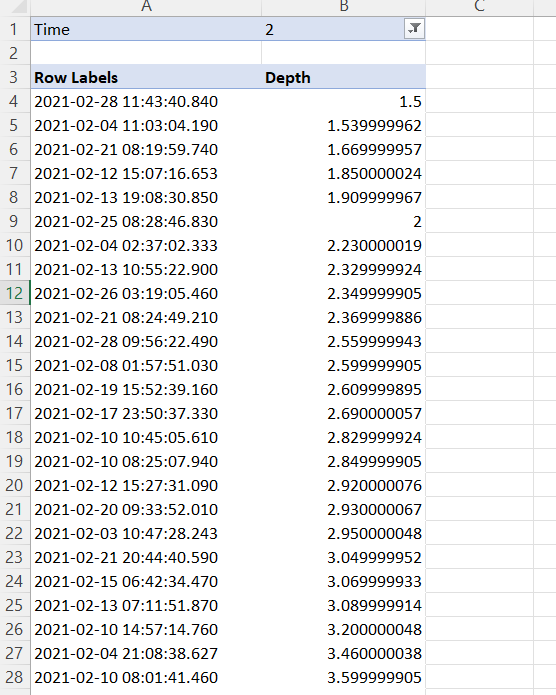 A B C
1 Time 2
2
3 Row Labels Depth
4 2021-02-28 11:43:40.840 1.5
5 2021-02-04 11:03:04.190 1.539999962
6 2021-02-21 08:19:59.740 1.669999957
7 2021-02-12 15:07:16.653 1.850000024
8 2021-02-13 19:08:30.850 1.909999967
9 2021-02-25 08:28:46.830 2
10 2021-02-04 02:37:02.333 2.230000019
11 2021-02-13 10:55:22.900 2.329999924
12 2021-02-26 03:19:05.460 2.349999905
13 2021-02-21 08:24:49.210 2.369999886
14 2021-02-28 09:56:22.490 2.559999943
15 2021-02-08 01:57:51.030 2.599999905
16 2021-02-19 15:52:39.160 2.609999895
17 2021-02-17 23:50:37.330 2.690000057
18 2021-02-10 10:45:05.610 2.829999924
19 2021-02-10 08:25:07.940 2.849999905
20 2021-02-12 15:27:31.090 2.920000076
21 2021-02-20 09:33:52.010 2.930000067
22 2021-02-03 10:47:28.243 2.950000048
23 2021-02-21 20:44:40.590 3.049999952
24 2021-02-15 06:42:34.470 3.069999933
25 2021-02-13 07:11:51.870 3.089999914
26 2021-02-10 14:57:14.760 3.200000048
27 2021-02-04 21:08:38.627 3.460000038
28 2021-02-10 08:01:41.460 3.599999905